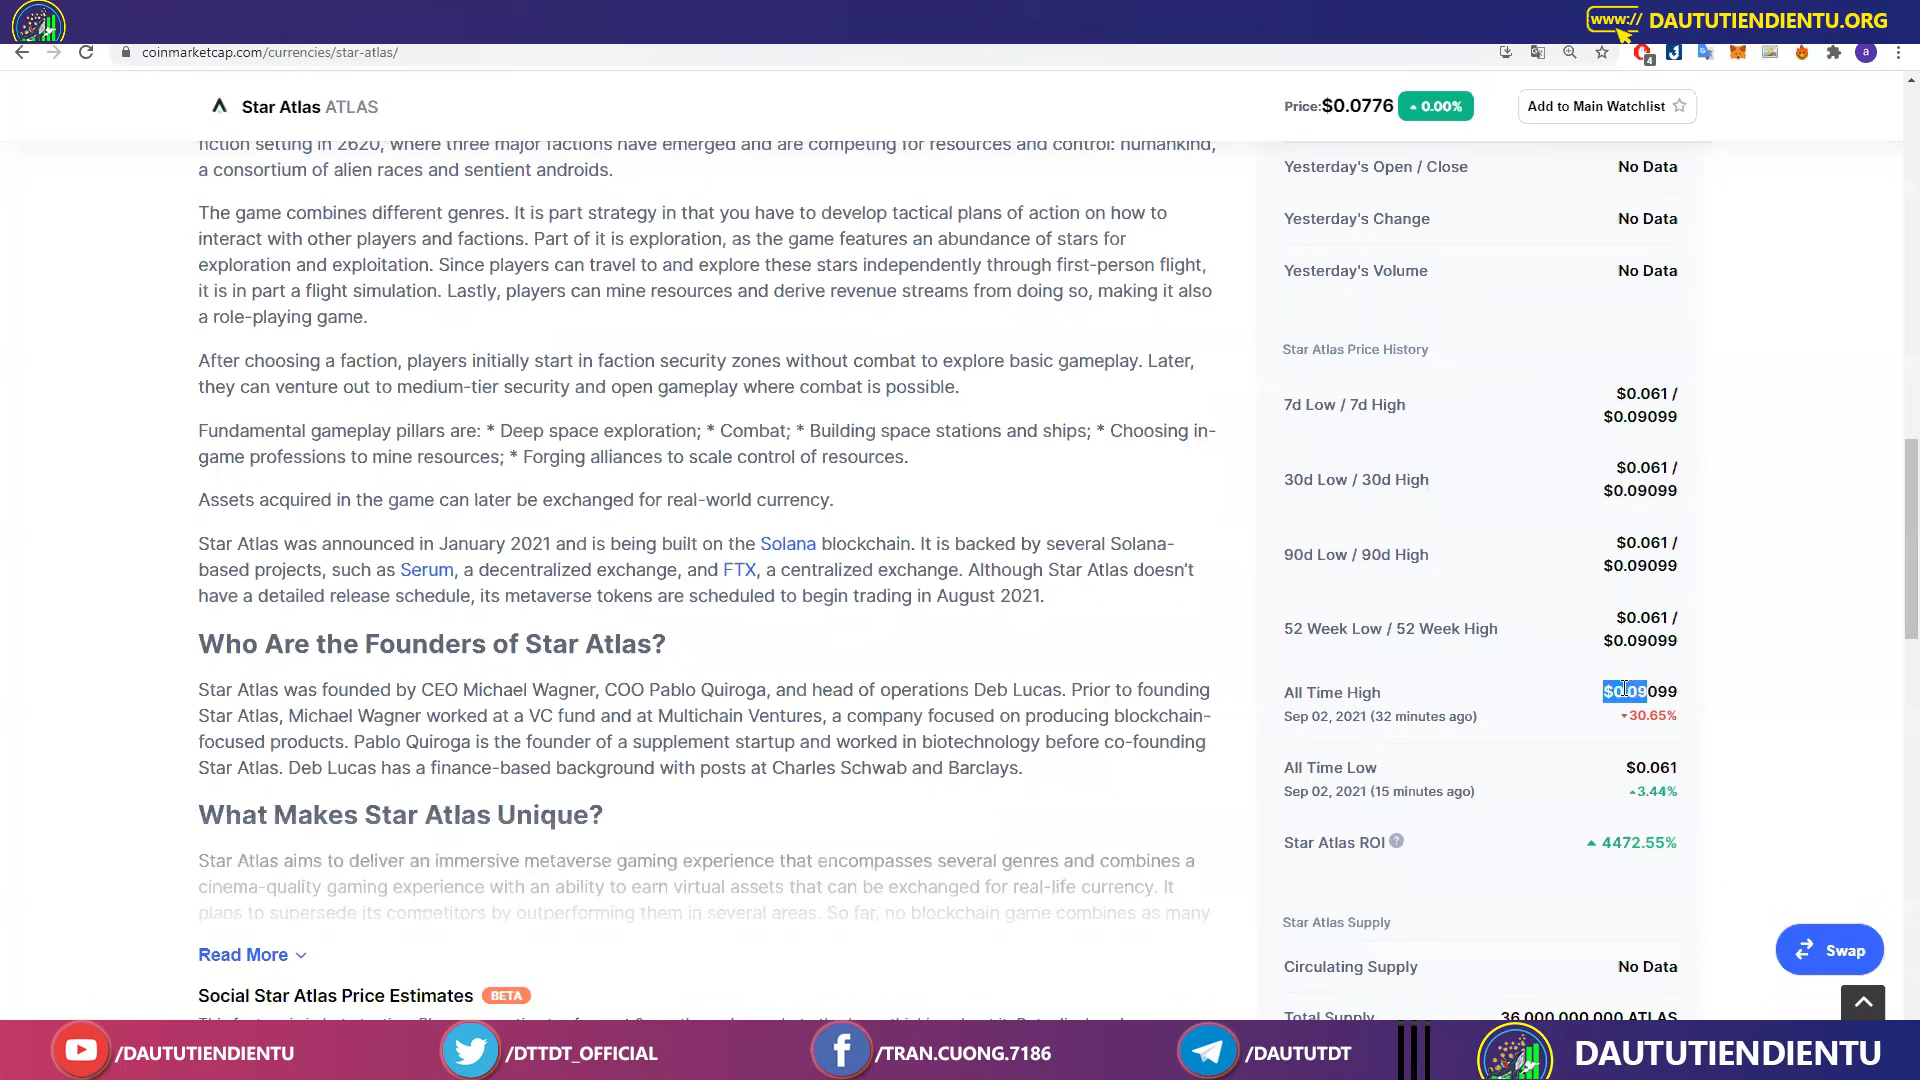 www:// DAUTUTIENDIENTU.ORG
coinmarketcap.com/currencies/star-atlas/
4
a
Star Atlas ATLAS
Price:$0.0776
0.00%
Add to Main Watchlist
fiction setting in 2620, where three major factions have emerged and are competing for resources and control: humankind,
a consortium of alien races and sentient androids.
The game combines different genres. It is part strategy in that you have to develop tactical plans of action on how to
interact with other players and factions. Part of it is exploration, as the game features an abundance of stars for
exploration and exploitation. Since players can travel to and explore these stars independently through first-person flight,
it is in part a flight simulation. Lastly, players can mine resources and derive revenue streams from doing so, making it also
a role-playing game.
After choosing a faction, players initially start in faction security zones without combat to explore basic gameplay. Later,
they can venture out to medium-tier security and open gameplay where combat is possible.
Fundamental gameplay pillars are: * Deep space exploration; * Combat; * Building space stations and ships; * Choosing in-
game professions to mine resources; * Forging alliances to scale control of resources.
Assets acquired in the game can later be exchanged for real-world currency.
Star Atlas was announced in January 2021 and is being built on the Solana blockchain. It is backed by several Solana-
based projects, such as Serum, a decentralized exchange, and FTX, a centralized exchange. Although Star Atlas doesn't
have a detailed release schedule, its metaverse tokens are scheduled to begin trading in August 2021.
Who Are the Founders of Star Atlas?
Star Atlas was founded by CEO Michael Wagner, COO Pablo Quiroga, and head of operations Deb Lucas. Prior to founding
Star Atlas, Michael Wagner worked at a VC fund and at Multichain Ventures, a company focused on producing blockchain-
focused products. Pablo Quiroga is the founder of a supplement startup and worked in biotechnology before co-founding
Star Atlas. Deb Lucas has a finance-based background with posts at Charles Schwab and Barclays.
What Makes Star Atlas Unique?
Star Atlas aims to deliver an immersive metaverse gaming experience that encompasses several genres and combines a
cinema-quality gaming experience with an ability to earn virtual assets that can be exchanged for real-life currency. It
plans to supersede its competitors by outperforming them in several areas. So far, no blockchain game combines as many
Read More
Social Star Atlas Price Estimates BETA
Yesterday's Open / Close No Data
Yesterday's Change No Data
Yesterday's Volume No Data
Star Atlas Price History
7d Low / 7d High $0.061 /
$0.09099
30d Low / 30d High $0.061 /
$0.09099
90d Low / 90d High $0.061 /
$0.09099
52 Week Low / 52 Week High $0.061 /
$0.09099
All Time High $0.09099
Sep 02, 2021 (32 minutes ago) 30.65%
All Time Low $0.061
Sep 02, 2021 (15 minutes ago) 3.44%
Star Atlas ROI ? 4472.55%
Star Atlas Supply
Circulating Supply No Data
Total Supply 36,000,000,000 ATLAS
Swap
/DAUTUTIENDIENTU
/DTTDT_OFFICIAL
/TRAN.CUONG.7186
/DAUTUTDT
DAUTUTIENDIENTU